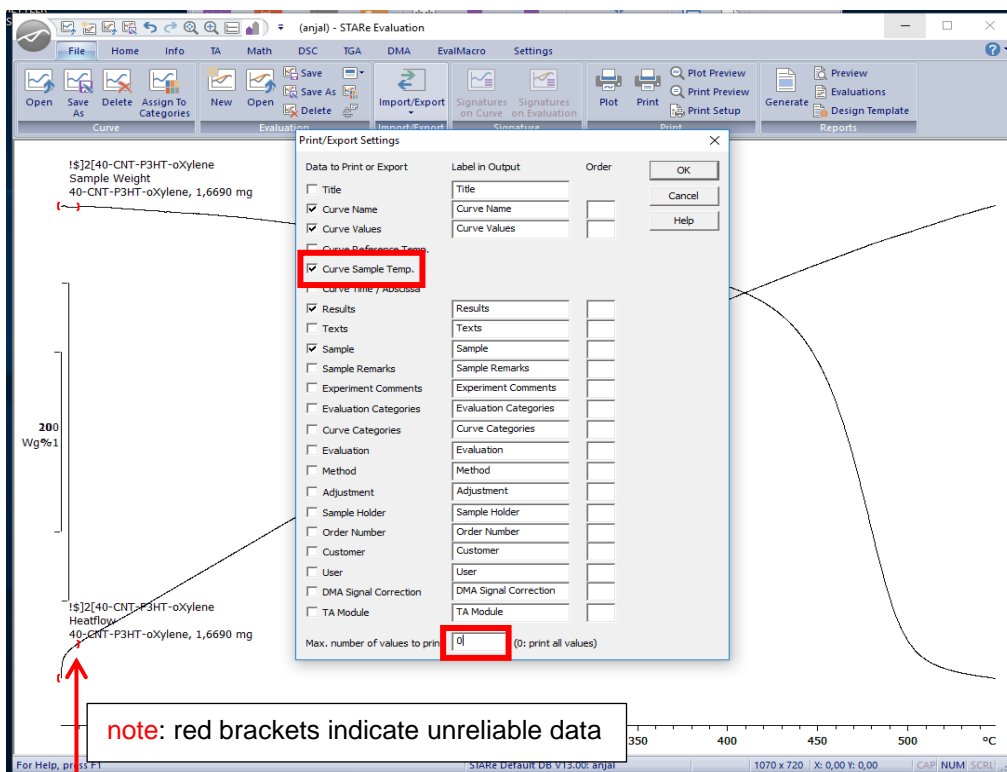 (anjal) - STARe Evaluation
File Home Info TA Math DSC TGA DMA EvalMacro Settings
Open
Save As
Delete
Assign To Categories
Curve
New
Open
Save
Save As
Delete
Evaluation
Import/Export
Import/Export
Signatures on Curve
Signatures on Evaluation
Signature
Plot
Print
Plot Preview
Print Preview
Print Setup
Print
Generate
Preview
Evaluations
Design Template
Reports
!$]2[40-CNT-P3HT-oXylene
Sample Weight
40-CNT-P3HT-oXylene, 1,6690 mg
200
Wg%1
!$]2[40-CNT-P3HT-oXylene
Heatflow
40-CNT-P3HT-oXylene, 1,6690 mg
Print/Export Settings
Data to Print or Export Label in Output Order
OK
Cancel
Help
Title Title
Curve Name Curve Name
Curve Values Curve Values
Curve Reference Temp.
Curve Sample Temp.
Curve Time / Abscissa
Results Results
Texts Texts
Sample Sample
Sample Remarks Sample Remarks
Experiment Comments Experiment Comments
Evaluation Categories Evaluation Categories
Curve Categories Curve Categories
Evaluation Evaluation
Method Method
Adjustment Adjustment
Sample Holder Sample Holder
Order Number Order Number
Customer Customer
User User
DMA Signal Correction DMA Signal Correction
TA Module TA Module
Max. number of values to prin 0 (0: print all values)
note: red brackets indicate unreliable data
350 400 450 500 °C
For Help, press F1 STARe Default DB V13.00: anjal 1070 x 720 X: 0,00 Y: 0,00 CAP NUM SCRL